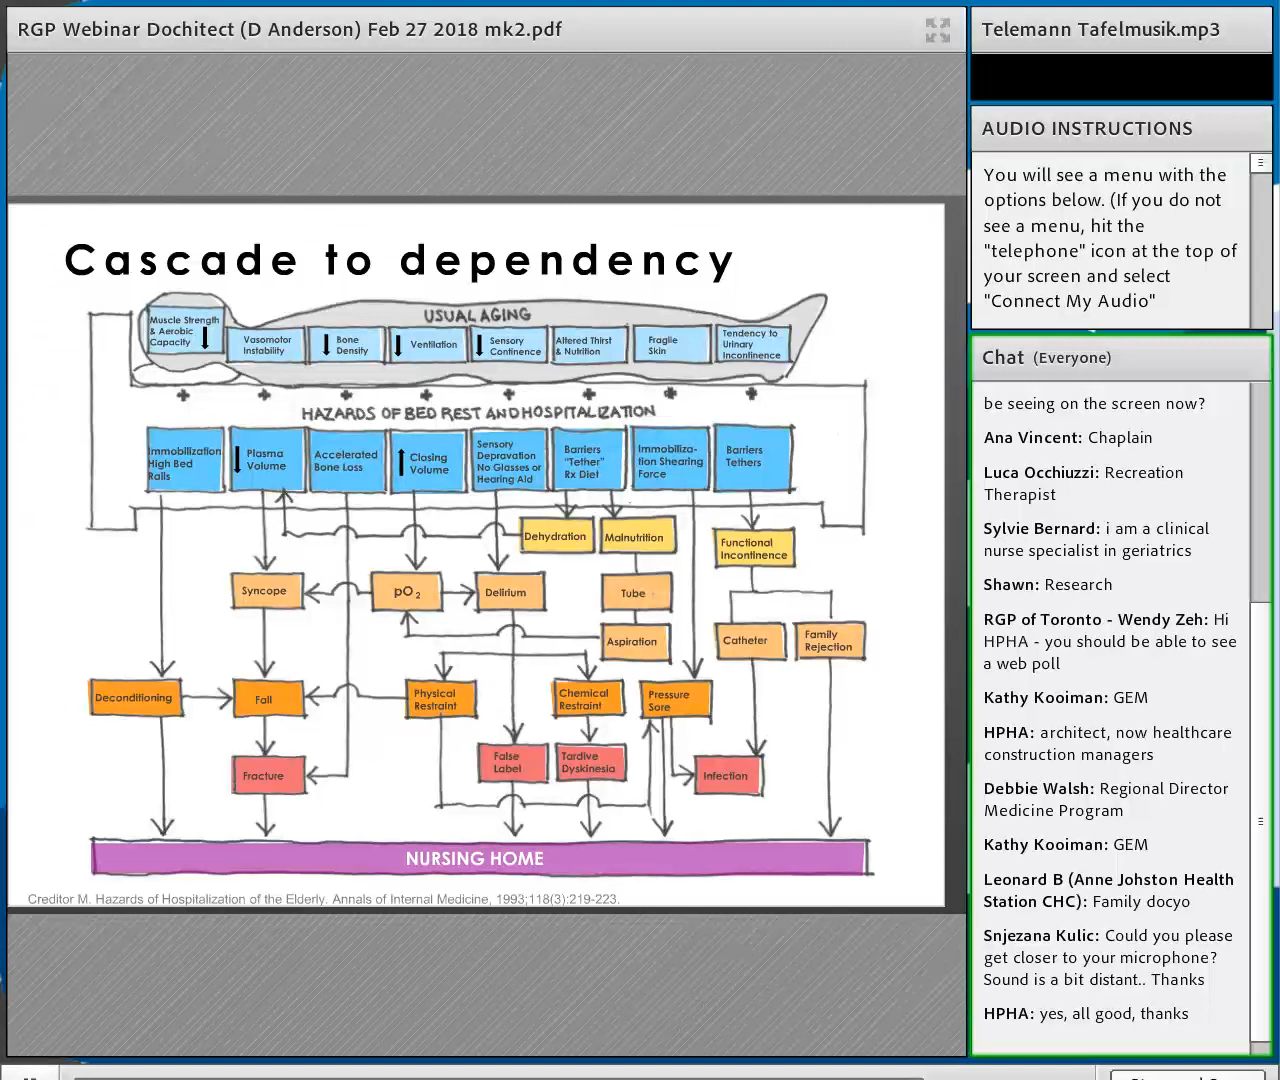 RGP Webinar Dochitect (D Anderson) Feb 27 2018 mk2.pdf
Cascade to dependency
USUAL AGING
Muscle Strength
& Aerobic
Capacity
Vasomotor
Instability
Bone
Density
Ventilation
Sensory
Continence
Altered Thirst
& Nutrition
Fragile
Skin
Tendency to
Urinary
Incontinence
HAZARDS OF BED REST AND HOSPITALIZATION
Immobilization
High Bed
Rails
Plasma
Volume
Accelerated
Bone Loss
Closing
Volume
Sensory
Depravation
No Glasses or
Hearing Aid
Barriers
"Tether"
Rx Diet
Immobiliza-
tion Shearing
Force
Barriers
Tethers
Dehydration
Malnutrition
Functional
Incontinence
Syncope
pO2
Delirium
Tube
Aspiration
Catheter
Family
Rejection
Deconditioning
Fall
Physical
Restraint
Chemical
Restraint
Pressure
Sore
Fracture
False
Label
Tardive
Dyskinesia
Infection
NURSING HOME
Creditor M. Hazards of Hospitalization of the Elderly. Annals of Internal Medicine, 1993;118(3):219-223.
Telemann Tafelmusik.mp3
AUDIO INSTRUCTIONS
You will see a menu with the
options below. (If you do not
see a menu, hit the
"telephone" icon at the top of
your screen and select
"Connect My Audio"
Chat (Everyone)
be seeing on the screen now?
Ana Vincent: Chaplain
Luca Occhiuzzi: Recreation
Therapist
Sylvie Bernard: i am a clinical
nurse specialist in geriatrics
Shawn: Research
RGP of Toronto - Wendy Zeh: Hi
HPHA - you should be able to see
a web poll
Kathy Kooiman: GEM
HPHA: architect, now healthcare
construction managers
Debbie Walsh: Regional Director
Medicine Program
Kathy Kooiman: GEM
Leonard B (Anne Johston Health
Station CHC): Family docyo
Snjezana Kulic: Could you please
get closer to your microphone?
Sound is a bit distant.. Thanks
HPHA: yes, all good, thanks